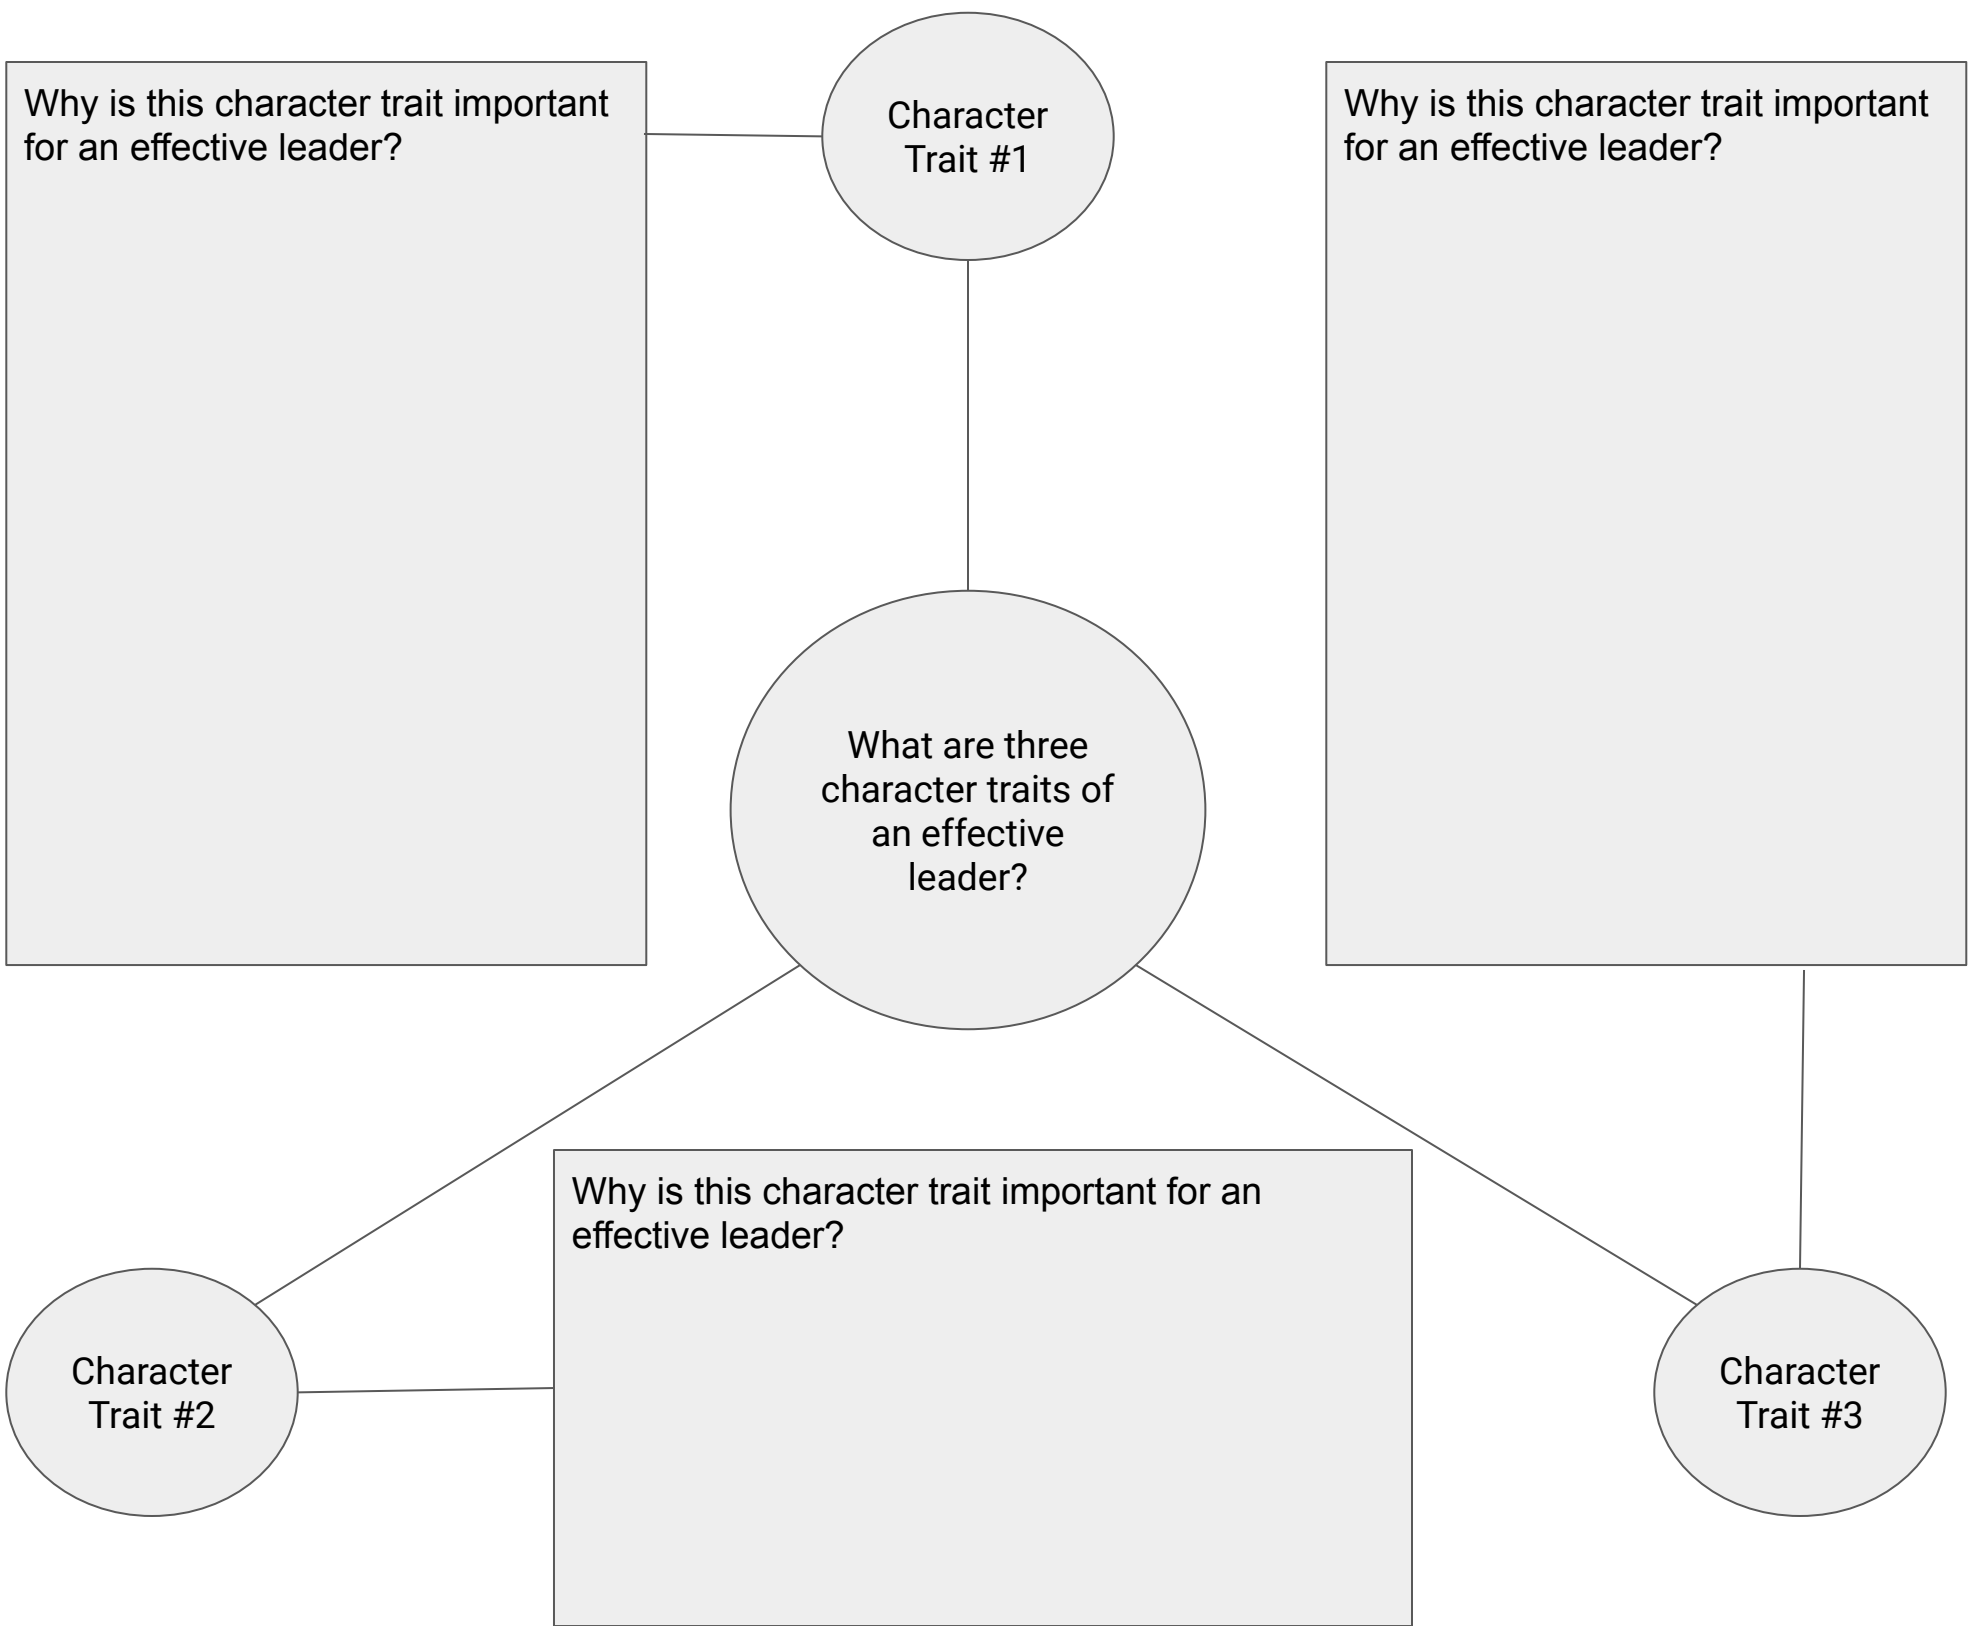 Why is this character trait important
for an effective leader?
Character
Trait #1
Why is this character trait important
for an effective leader?
What are three
character traits of
an effective
leader?
Why is this character trait important for an
effective leader?
Character
Trait #2
Character
Trait #3